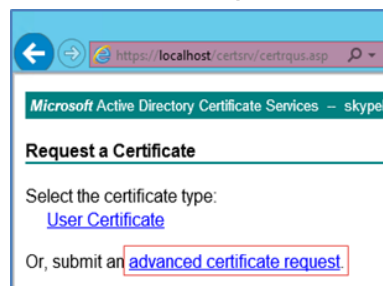 https://localhost/certsrv/certrqus.asp
Microsoft Active Directory Certificate Services -- skype
Request a Certificate
Select the certificate type:
User Certificate
Or, submit an advanced certificate request.